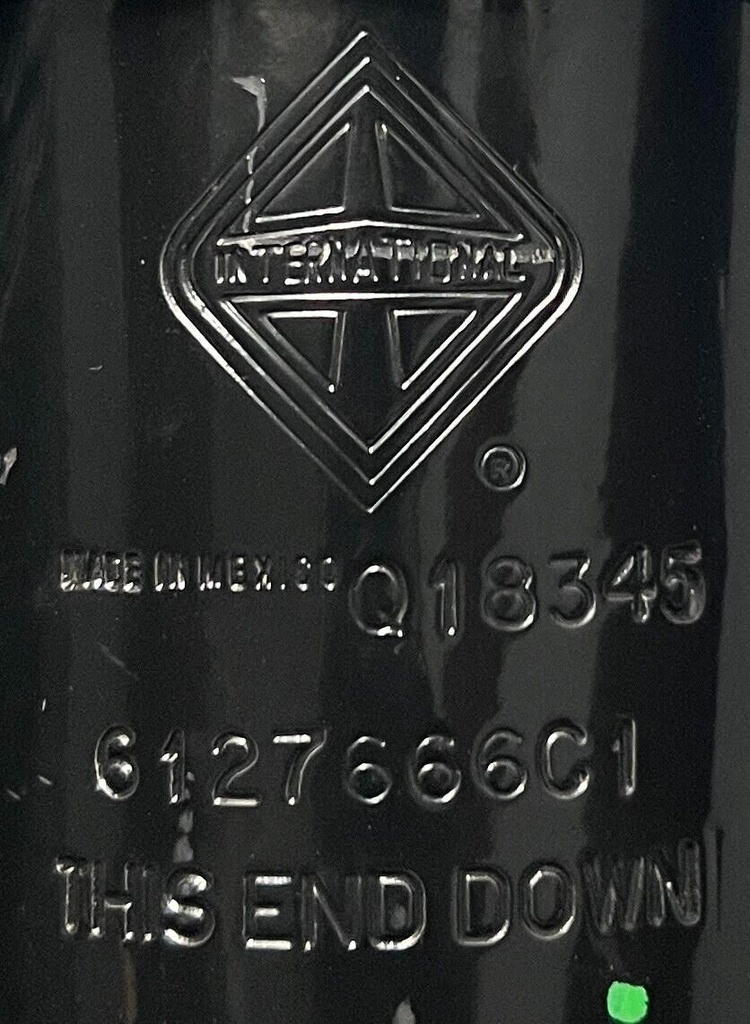 INTERNATIONAL
®
MADE IN MEXICO Q18345
6127666C1
THIS END DOWN